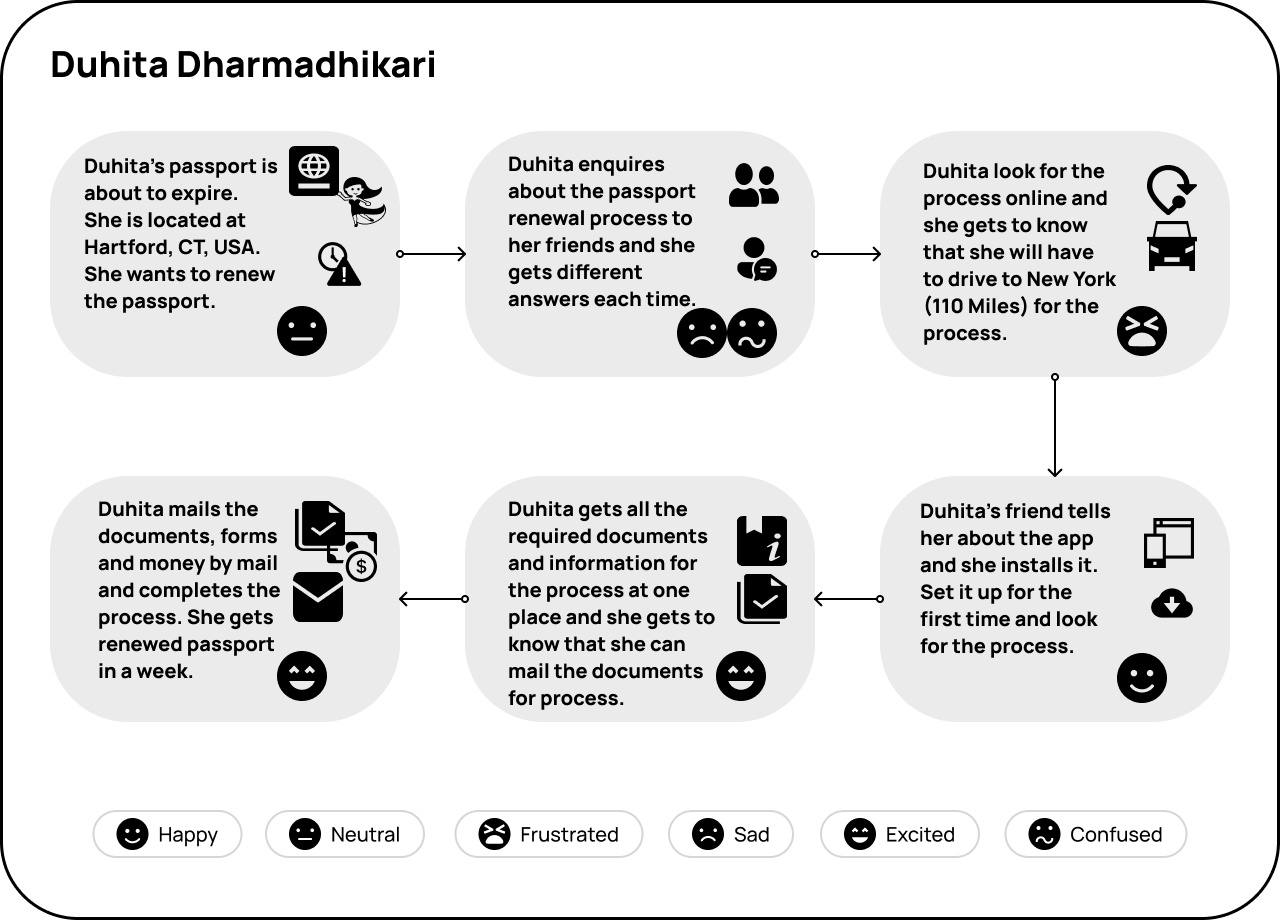 Duhita Dharmadhikari
Duhita's passport is
about to expire.
She is located at
Hartford, CT, USA.
She wants to renew
the passport.
Duhita enquires
about the passport
renewal process to
her friends and she
gets different
answers each time.
Duhita look for the
process online and
she gets to know
that she will have
to drive to New York
(110 Miles) for the
process.
Duhita's friend tells
her about the app
and she installs it.
Set it up for the
first time and look
for the process.
Duhita gets all the
required documents
and information for
the process at one
place and she gets to
know that she can
mail the documents
for process.
Duhita mails the
documents, forms
and money by mail
and completes the
process. She gets
renewed passport
in a week.
Happy
Neutral
Frustrated
Sad
Excited
Confused